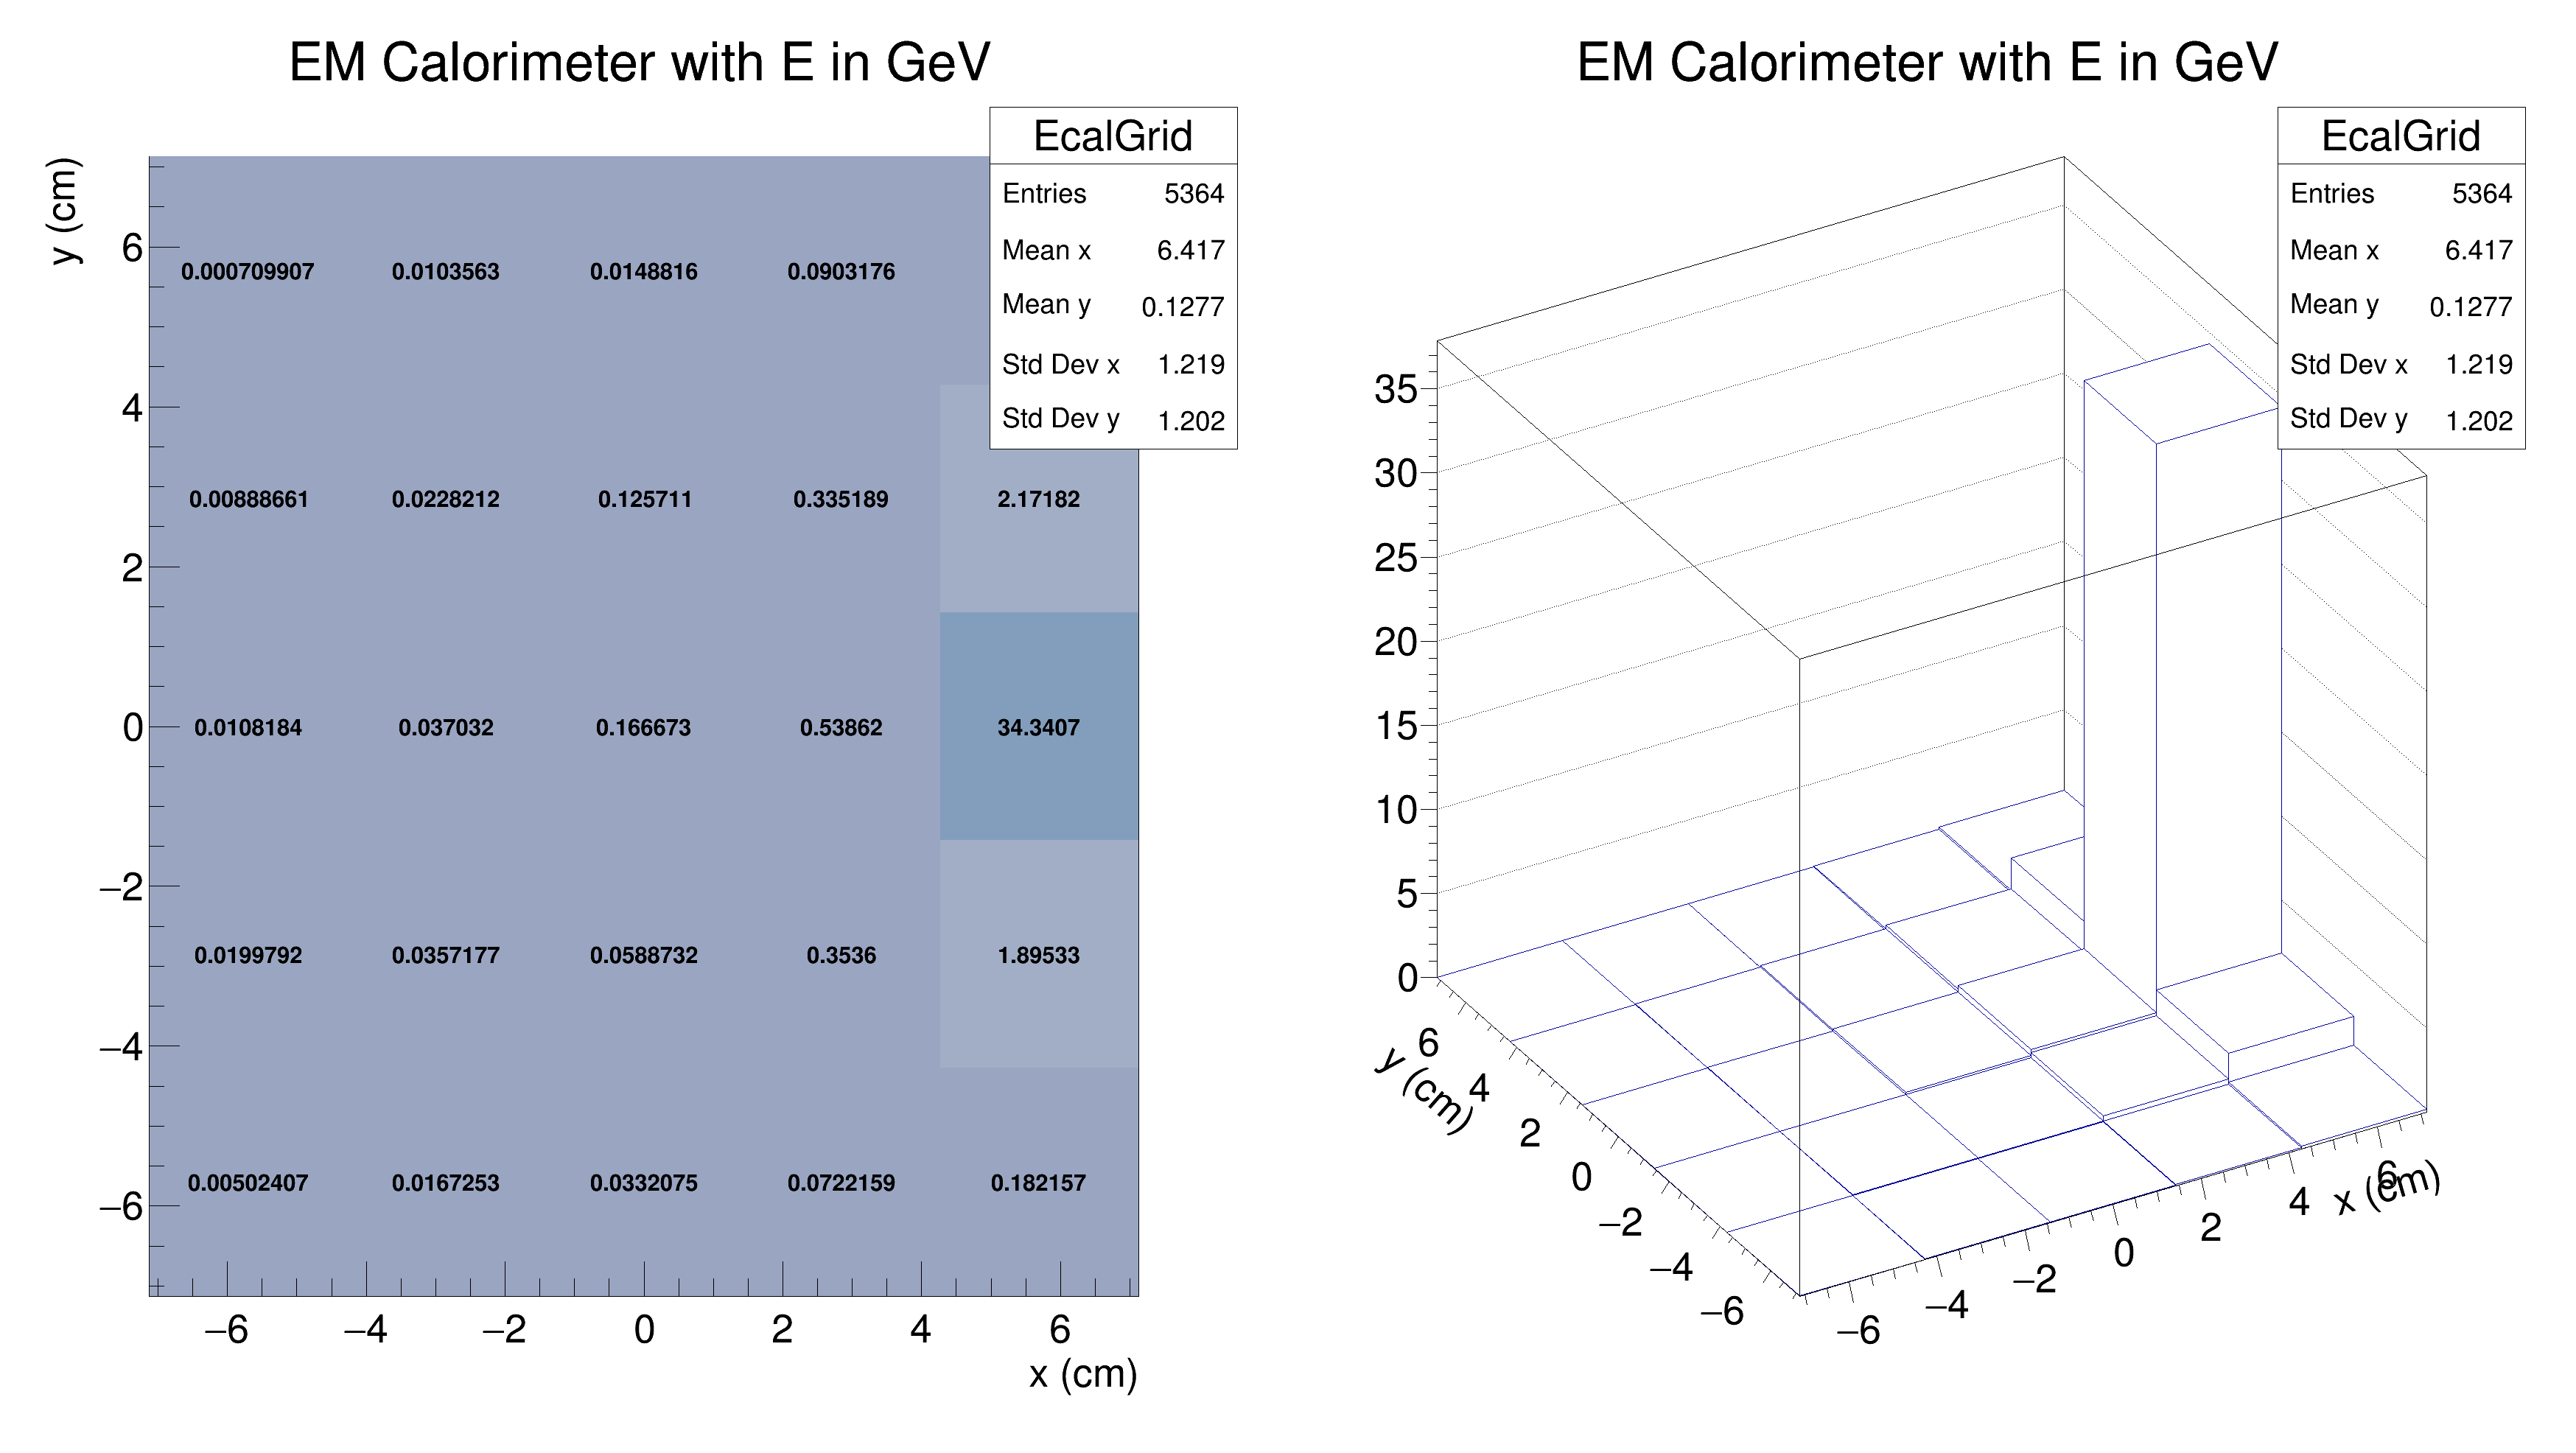 EM Calorimeter with E in GeV
EcalGrid
Entries 5364
Mean x 6.417
Mean y 0.1277
Std Dev x 1.219
Std Dev y 1.202
y (cm)
6
4
2
0
−2
−4
−6
0.000709907 0.0103563 0.0148816 0.0903176
0.00888661 0.0228212 0.125711 0.335189 2.17182
0.0108184 0.037032 0.166673 0.53862 34.3407
0.0199792 0.0357177 0.0588732 0.3536 1.89533
0.00502407 0.0167253 0.0332075 0.0722159 0.182157
−6 −4 −2 0 2 4 6
x (cm)
EM Calorimeter with E in GeV
EcalGrid
Entries 5364
Mean x 6.417
Mean y 0.1277
Std Dev x 1.219
Std Dev y 1.202
35
30
25
20
15
10
5
0
6
4
2
0
−2
−4
−6
y (cm)
−6
−4
−2
0
2
4
6
x (cm)